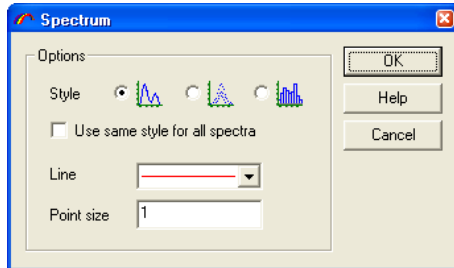 Spectrum
Options
Style
Use same style for all spectra
Line
Point size
1
OK
Help
Cancel